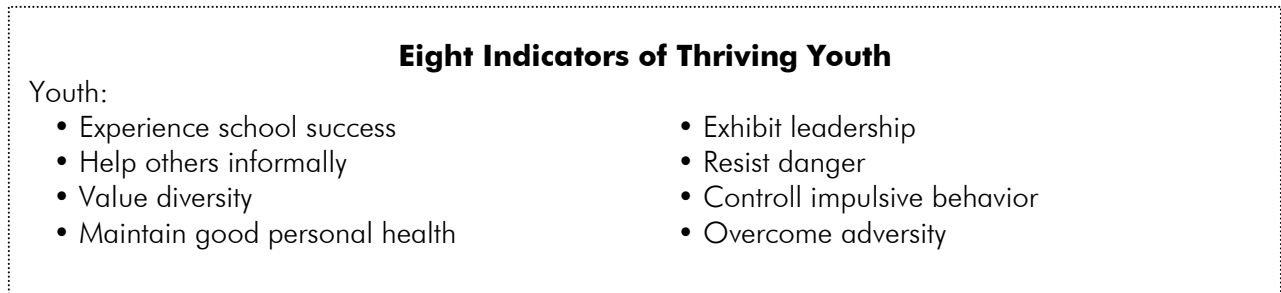 Eight Indicators of Thriving Youth
Youth:
• Experience school success
• Help others informally
• Value diversity
• Maintain good personal health
• Exhibit leadership
• Resist danger
• Controll impulsive behavior
• Overcome adversity